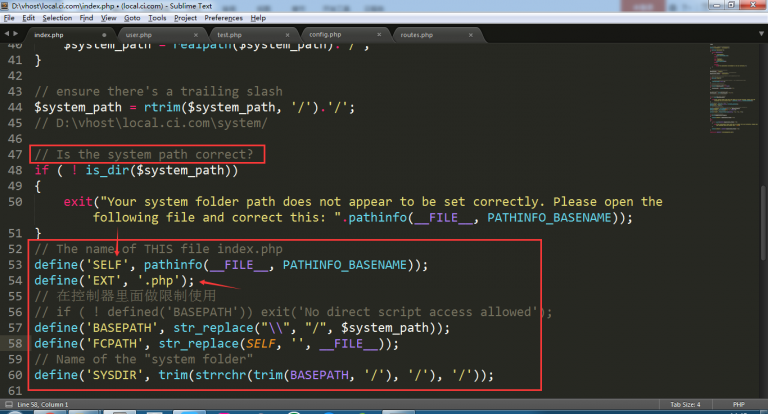 D:\vhost\local.ci.com\index.php • (local.ci.com) - Sublime Text
File Edit Selection Find View Goto Tools Project Preferences Help
index.php user.php test.php config.php routes.php
40 $system_path = realpath($system_path).'/';
41 }
42
43 // ensure there's a trailing slash
44 $system_path = rtrim($system_path, '/').'/';
45 // D:\vhost\local.ci.com\system/
46
47 // Is the system path correct?
48 if ( ! is_dir($system_path))
49 {
50 exit("Your system folder path does not appear to be set correctly. Please open the
following file and correct this: ".pathinfo(__FILE__, PATHINFO_BASENAME));
51 }
52 // The name of THIS file index.php
53 define('SELF', pathinfo(__FILE__, PATHINFO_BASENAME));
54 define('EXT', '.php');
55 // 在控制器里面做限制使用
56 // if ( ! defined('BASEPATH')) exit('No direct script access allowed');
57 define('BASEPATH', str_replace("\\", "/", $system_path));
58 define('FCPATH', str_replace(SELF, '', __FILE__));
59 // Name of the "system folder"
60 define('SYSDIR', trim(strrchr(trim(BASEPATH, '/'), '/'), '/'));
61
Line 58, Column 1 Tab Size: 4 PHP